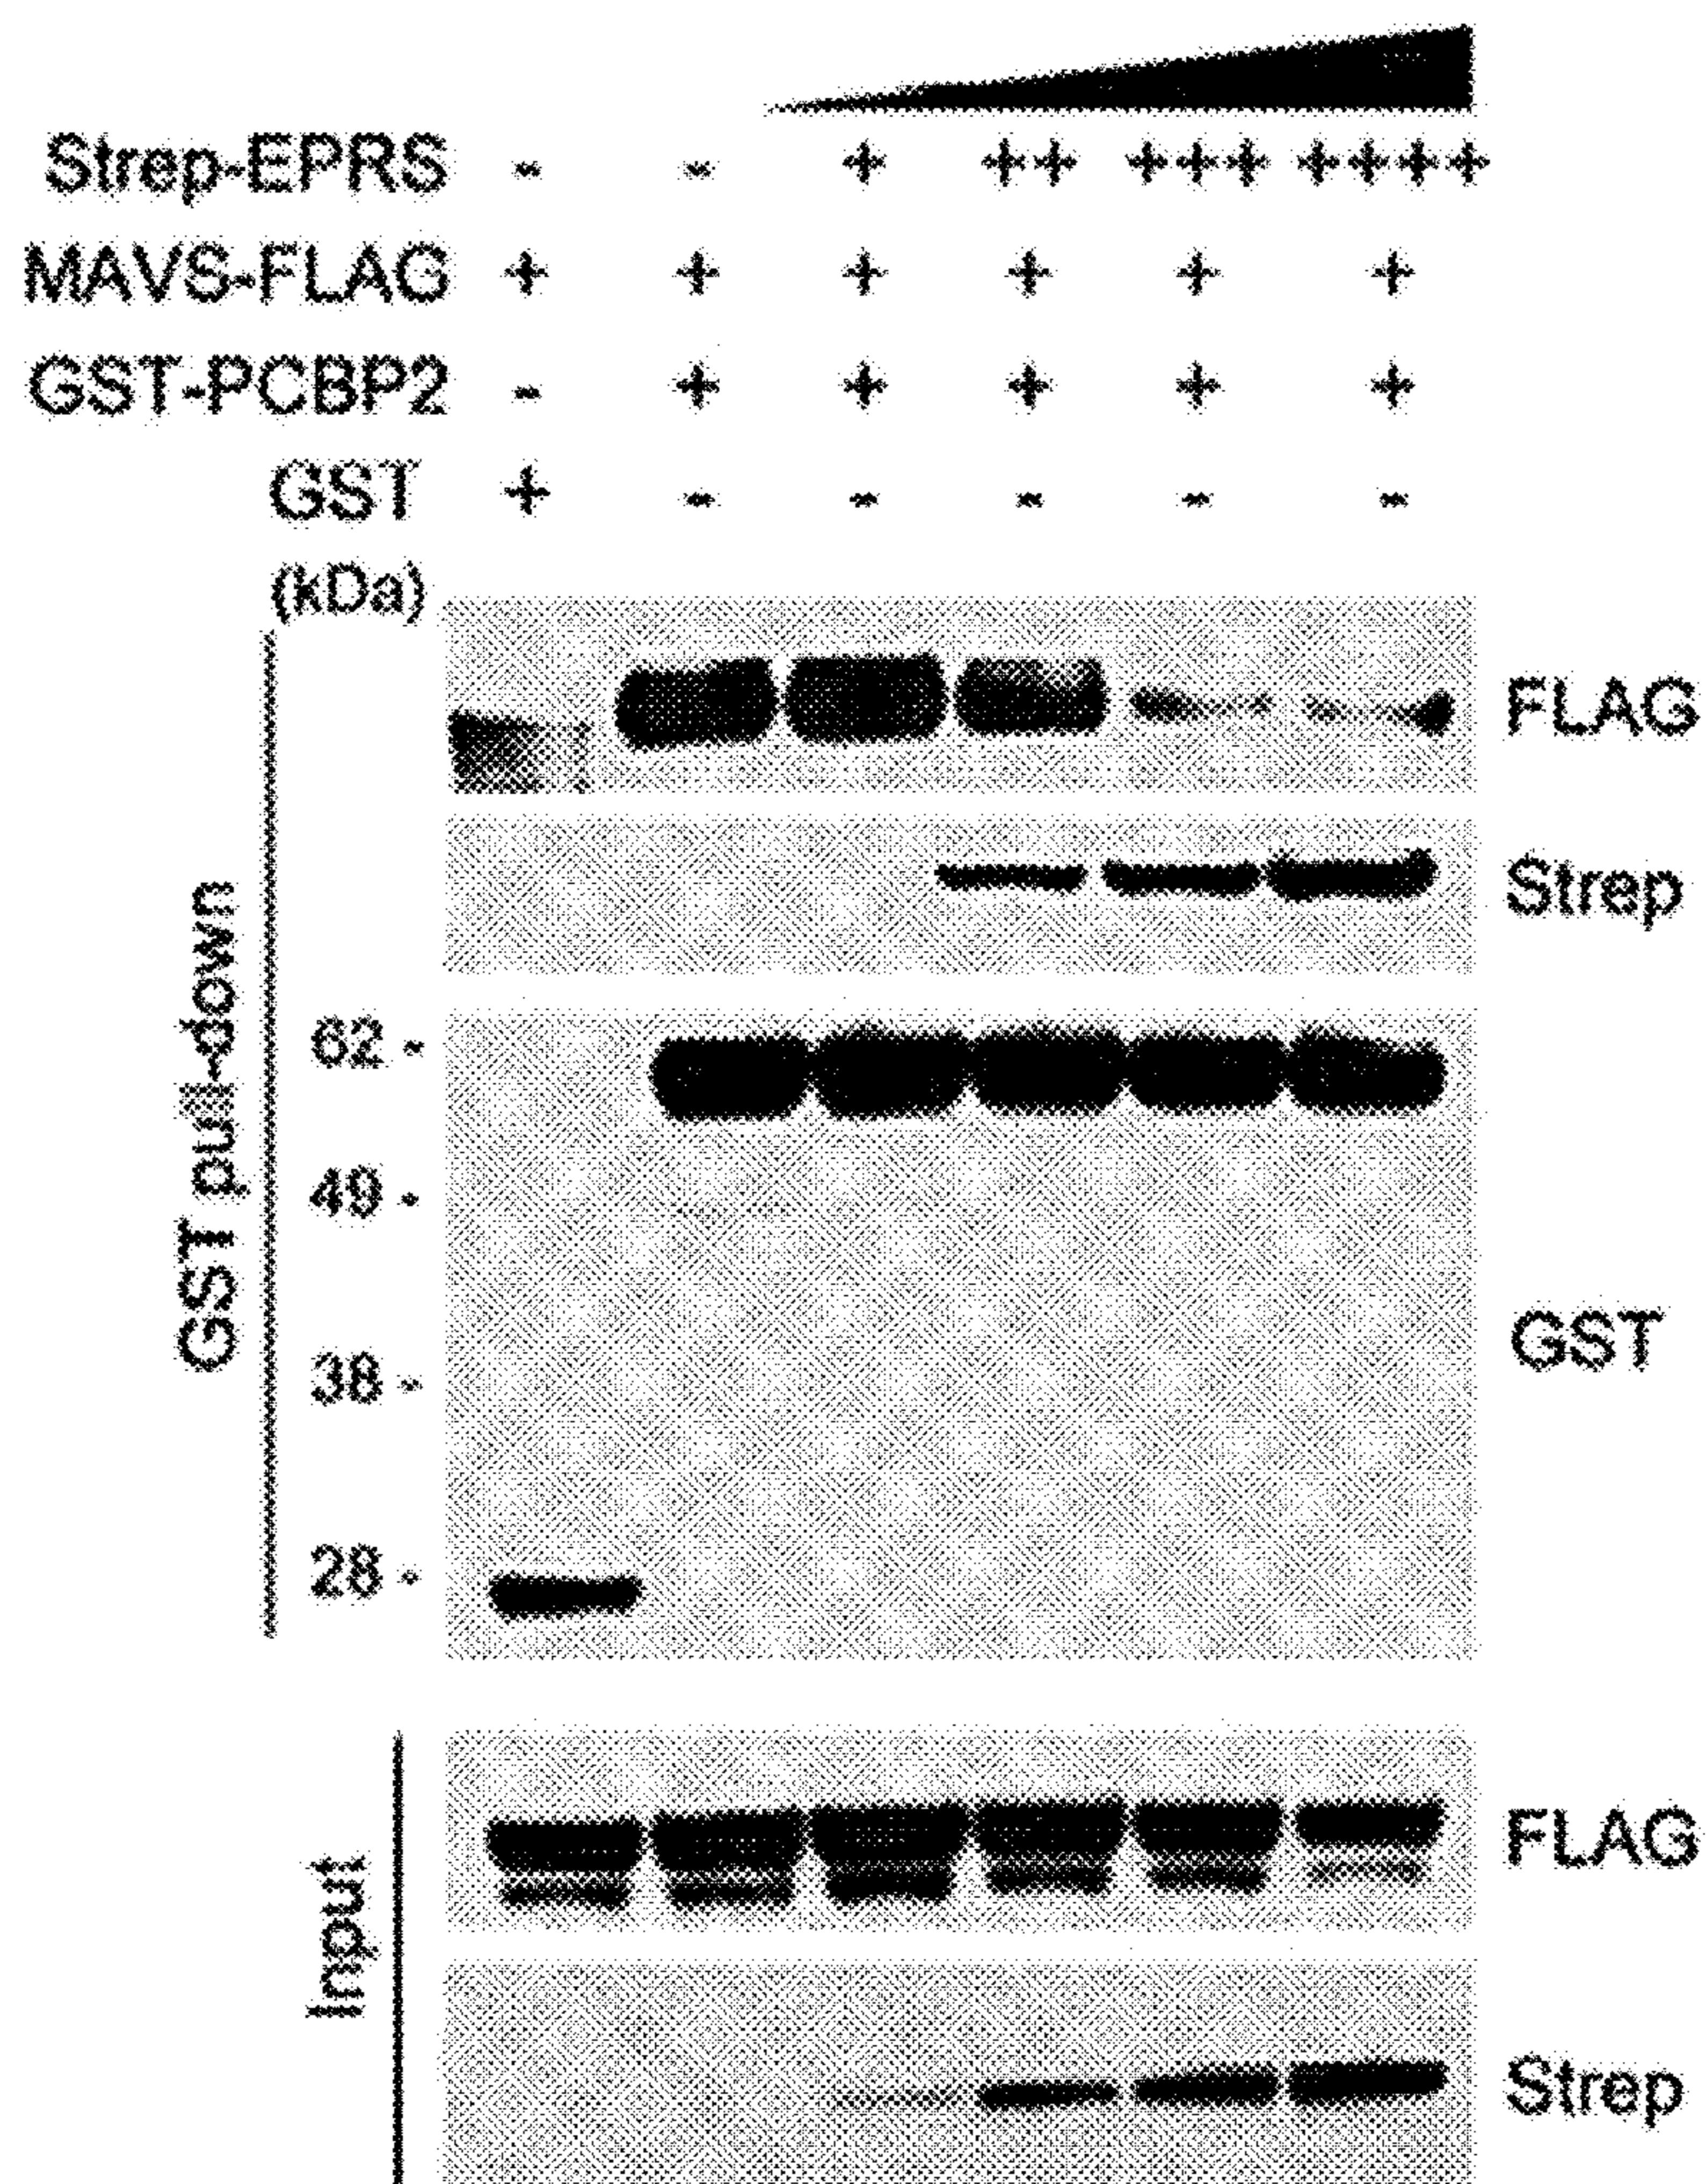 Strep-EPRS - - + ++ +++ ++++
MAVS-FLAG + + + + + +
GST-PCBP2 - + + + + +
GST + - - - - -
(kDa)
GST pull-down
FLAG
Strep
62 -
49 -
38 -
28 -
GST
Input
FLAG
Strep